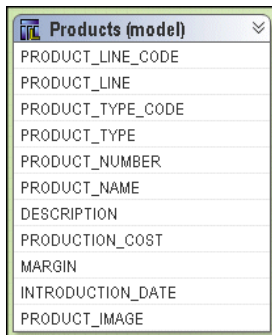 Products (model)
PRODUCT_LINE_CODE
PRODUCT_LINE
PRODUCT_TYPE_CODE
PRODUCT_TYPE
PRODUCT_NUMBER
PRODUCT_NAME
DESCRIPTION
PRODUCTION_COST
MARGIN
INTRODUCTION_DATE
PRODUCT_IMAGE